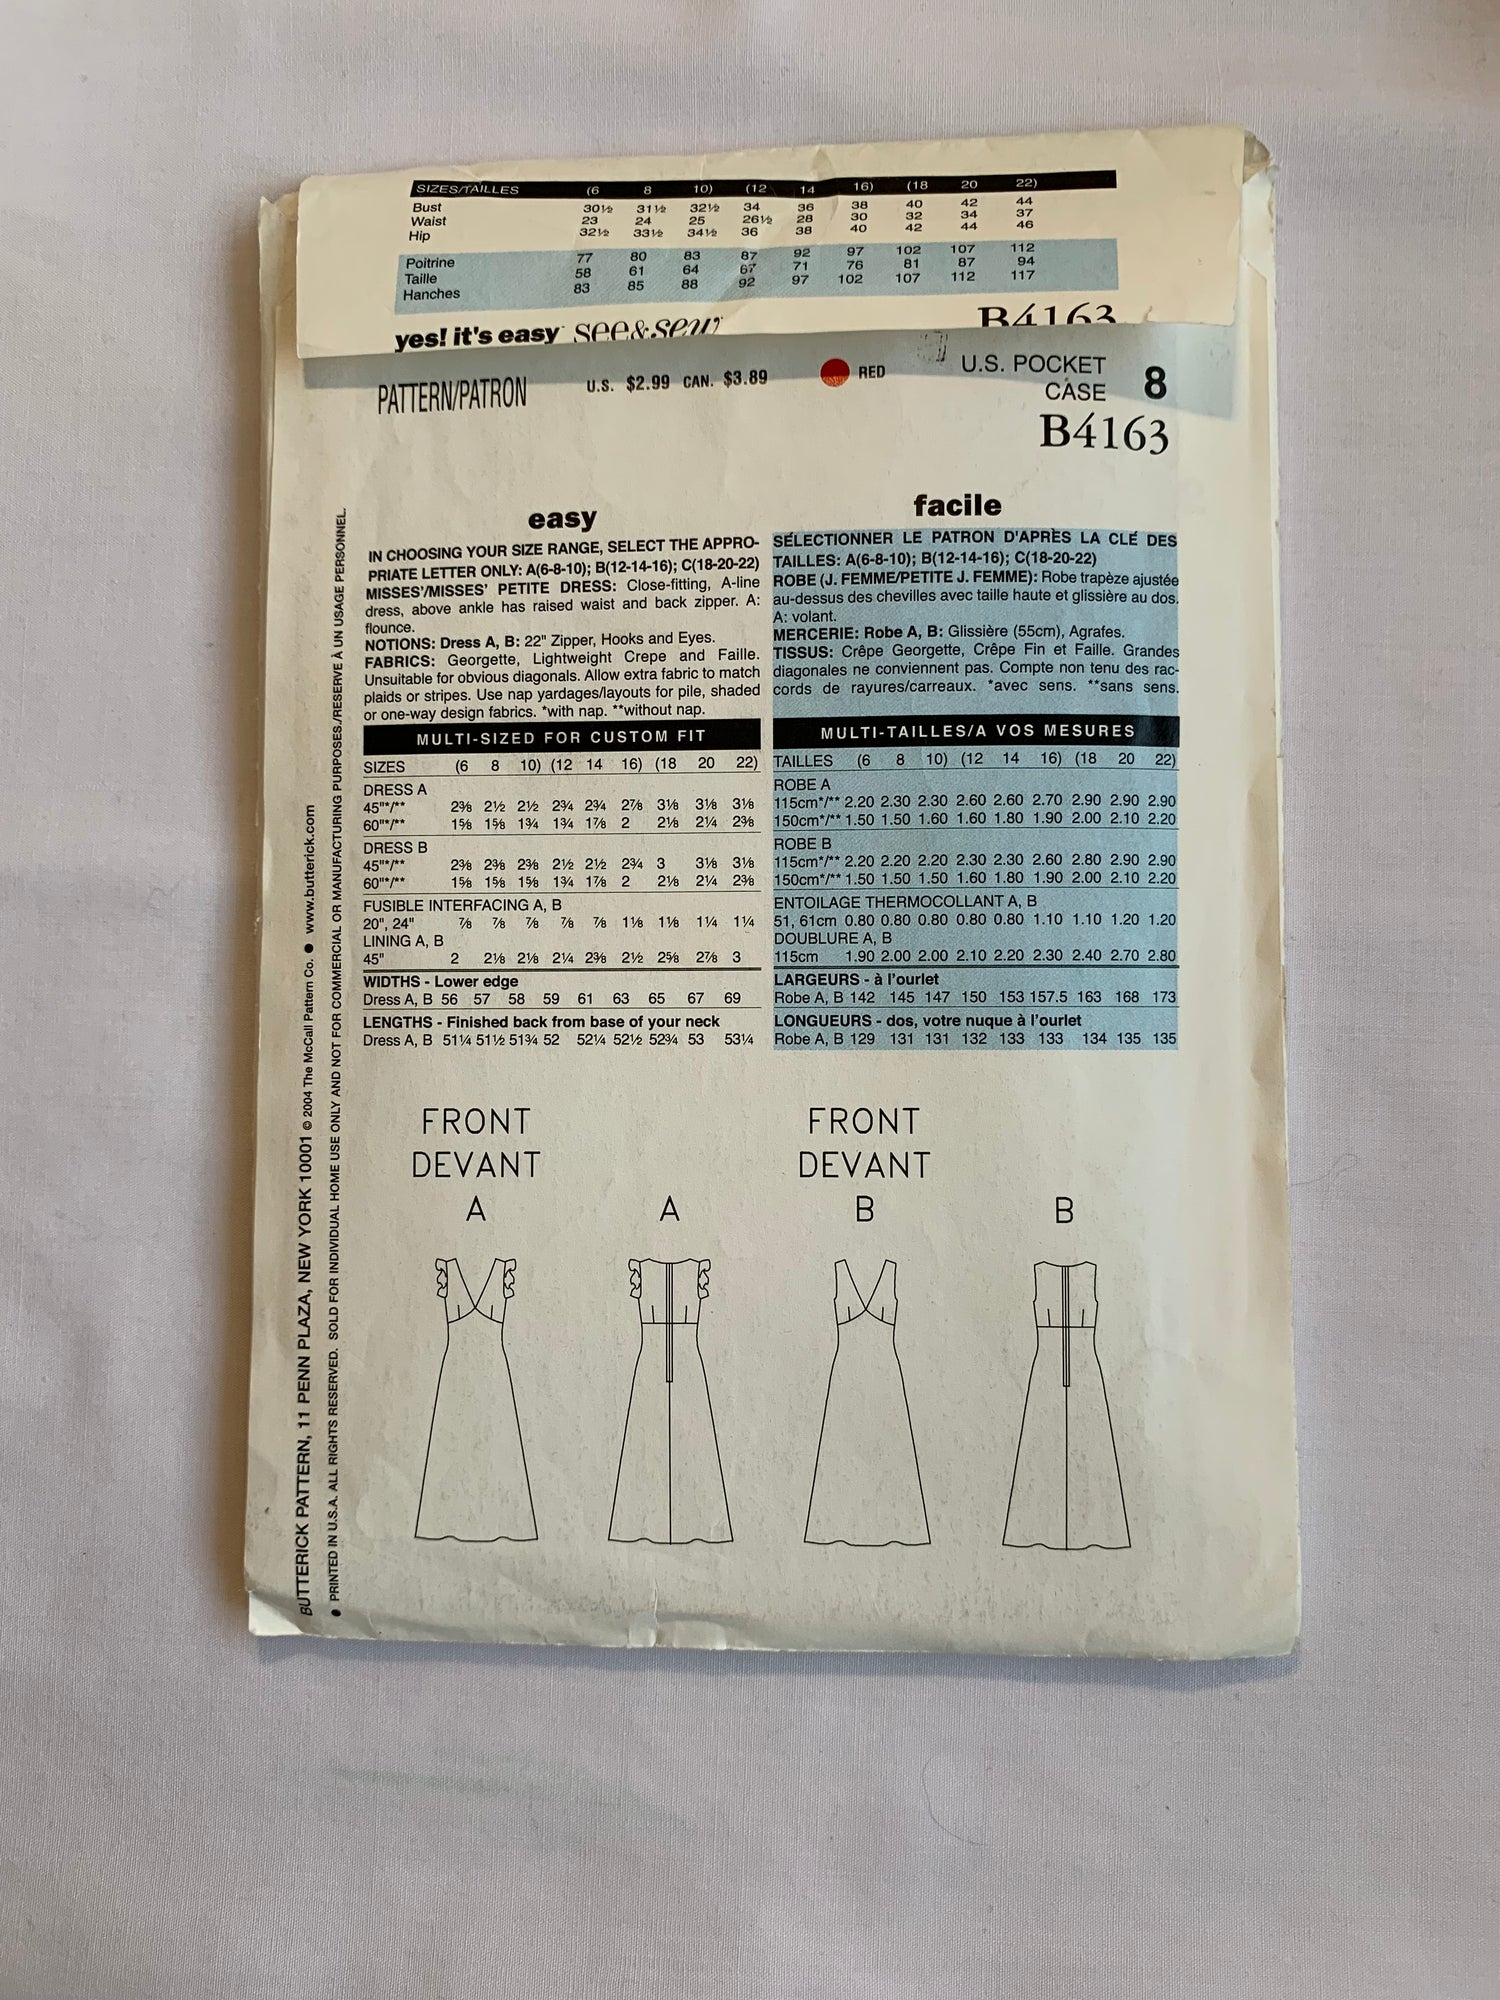 SIZES/TAILLES (6 8 10) (12 14 16) (18 20 22)
Bust 30½ 31½ 32½ 34 36 38 40 42 44
Waist 23 24 25 26½ 28 30 32 34 37
Hip 32½ 33½ 34½ 36 38 40 42 44 46
Poitrine 77 80 83 87 92 97 102 107 112
Taille 58 61 64 67 71 76 81 87 94
Hanches 83 85 88 92 97 102 107 112 117
yes! it's easy™ see&sew™ B4163
PATTERN/PATRON U.S. $2.99 CAN. $3.89 RED U.S. POCKET CASE 8
B4163
easy
IN CHOOSING YOUR SIZE RANGE, SELECT THE APPRO-
PRIATE LETTER ONLY: A(6-8-10); B(12-14-16); C(18-20-22)
MISSES'/MISSES' PETITE DRESS: Close-fitting, A-line
dress, above ankle has raised waist and back zipper. A:
flounce.
NOTIONS: Dress A, B: 22" Zipper, Hooks and Eyes.
FABRICS: Georgette, Lightweight Crepe and Faille.
Unsuitable for obvious diagonals. Allow extra fabric to match
plaids or stripes. Use nap yardages/layouts for pile, shaded
or one-way design fabrics. *with nap. **without nap.
MULTI-SIZED FOR CUSTOM FIT
SIZES (6 8 10) (12 14 16) (18 20 22)
DRESS A
45"*/** 2⅜ 2½ 2½ 2¾ 2¾ 2⅞ 3⅛ 3⅛ 3⅛
60"*/** 1⅝ 1⅝ 1¾ 1¾ 1⅞ 2 2⅛ 2¼ 2⅜
DRESS B
45"*/** 2⅜ 2⅜ 2⅜ 2½ 2½ 2¾ 3 3⅛ 3⅛
60"*/** 1⅝ 1⅝ 1⅝ 1¾ 1⅞ 2 2⅛ 2¼ 2⅜
FUSIBLE INTERFACING A, B
20", 24" ⅞ ⅞ ⅞ ⅞ ⅞ 1⅛ 1⅛ 1¼ 1¼
LINING A, B
45" 2 2⅛ 2⅛ 2¼ 2⅜ 2½ 2⅝ 2⅞ 3
WIDTHS - Lower edge
Dress A, B 56 57 58 59 61 63 65 67 69
LENGTHS - Finished back from base of your neck
Dress A, B 51¼ 51½ 51¾ 52 52¼ 52½ 52¾ 53 53¼
facile
SÉLECTIONNER LE PATRON D'APRÈS LA CLÉ DES
TAILLES: A(6-8-10); B(12-14-16); C(18-20-22)
ROBE (J. FEMME/PETITE J. FEMME): Robe trapèze ajustée
au-dessus des chevilles avec taille haute et glissière au dos.
A: volant.
MERCERIE: Robe A, B: Glissière (55cm), Agrafes.
TISSUS: Crêpe Georgette, Crêpe Fin et Faille. Grandes
diagonales ne conviennent pas. Compte non tenu des rac-
cords de rayures/carreaux. *avec sens. **sans sens.
MULTI-TAILLES/A VOS MESURES
TAILLES (6 8 10) (12 14 16) (18 20 22)
ROBE A
115cm*/** 2.20 2.30 2.30 2.60 2.60 2.70 2.90 2.90 2.90
150cm*/** 1.50 1.50 1.60 1.60 1.80 1.90 2.00 2.10 2.20
ROBE B
115cm*/** 2.20 2.20 2.20 2.30 2.30 2.60 2.80 2.90 2.90
150cm*/** 1.50 1.50 1.50 1.60 1.80 1.90 2.00 2.10 2.20
ENTOILAGE THERMOCOLLANT A, B
51, 61cm 0.80 0.80 0.80 0.80 0.80 1.10 1.10 1.20 1.20
DOUBLURE A, B
115cm 1.90 2.00 2.00 2.10 2.20 2.30 2.40 2.70 2.80
LARGEURS - à l'ourlet
Robe A, B 142 145 147 150 153 157.5 163 168 173
LONGUEURS - dos, votre nuque à l'ourlet
Robe A, B 129 131 131 132 133 133 134 135 135
FRONT
DEVANT
A
A
FRONT
DEVANT
B
B
BUTTERICK PATTERN, 11 PENN PLAZA, NEW YORK 10001 © 2004 The McCall Pattern Co. ● www.butterick.com
● PRINTED IN U.S.A. ALL RIGHTS RESERVED. SOLD FOR INDIVIDUAL HOME USE ONLY AND NOT FOR COMMERCIAL OR MANUFACTURING PURPOSES./RESERVE À UN USAGE PERSONNEL.